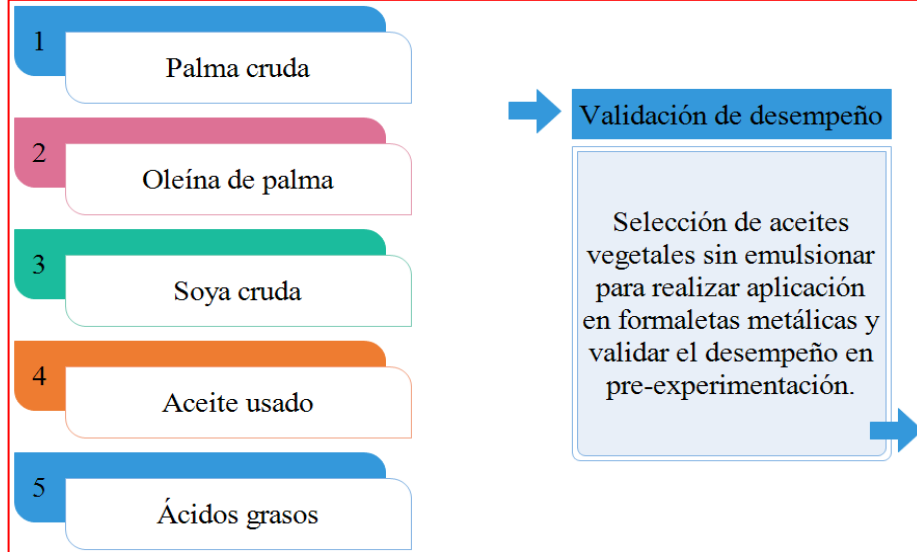 1
Palma cruda
2
Oleína de palma
3
Soya cruda
4
Aceite usado
5
Ácidos grasos
Validación de desempeño
Selección de aceites
vegetales sin emulsionar
para realizar aplicación
en formaletas metálicas y
validar el desempeño en
pre-experimentación.